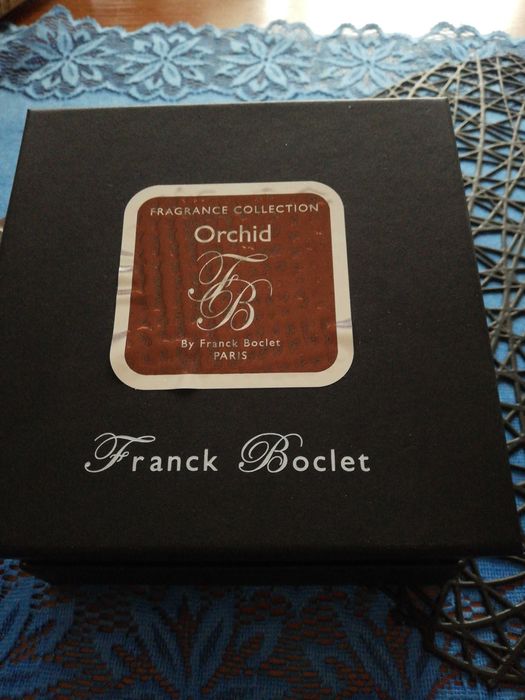 FRAGRANCE COLLECTION
Orchid
FB
By Franck Boclet
PARIS
Franck Boclet